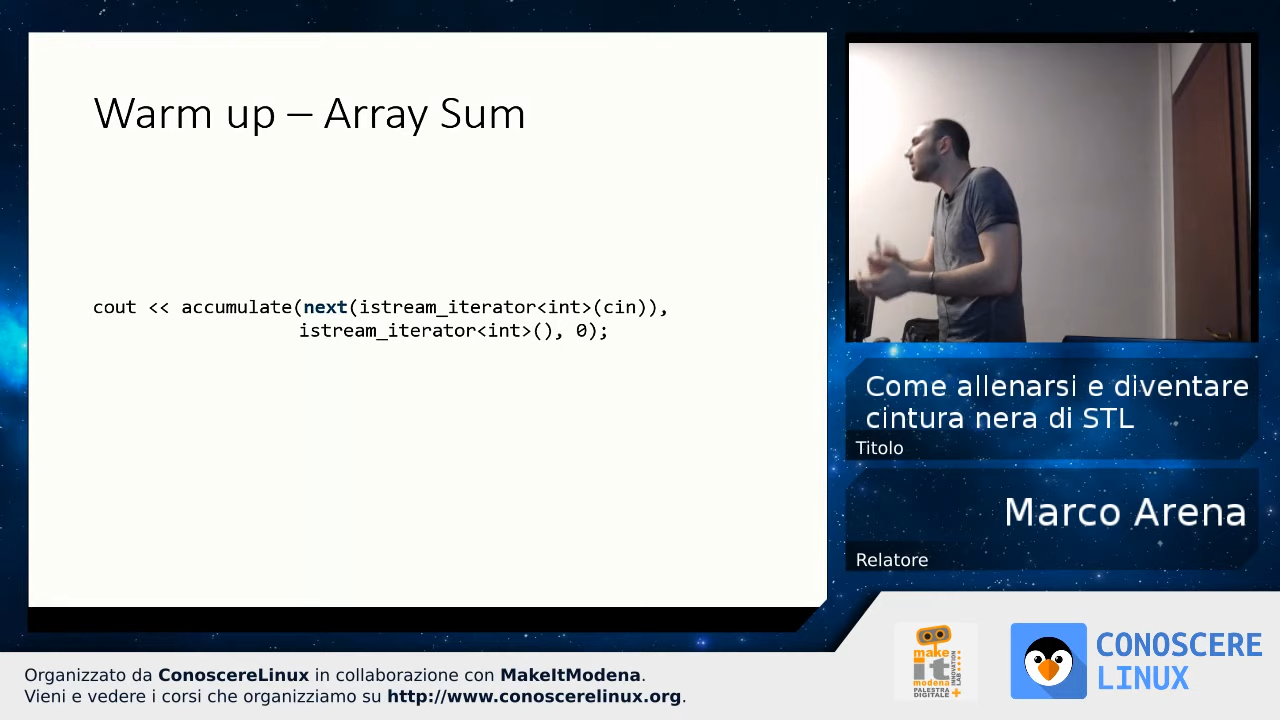 Warm up – Array Sum
cout << accumulate(next(istream_iterator<int>(cin)),
istream_iterator<int>(), 0);
Come allenarsi e diventare
cintura nera di STL
Titolo
Marco Arena
Relatore
make
it
modena
PALESTRA
DIGITALE
INNOVATION
LAB
CONOSCERE
LINUX
Organizzato da ConoscereLinux in collaborazione con MakeItModena.
Vieni e vedere i corsi che organizziamo su http://www.conoscerelinux.org.